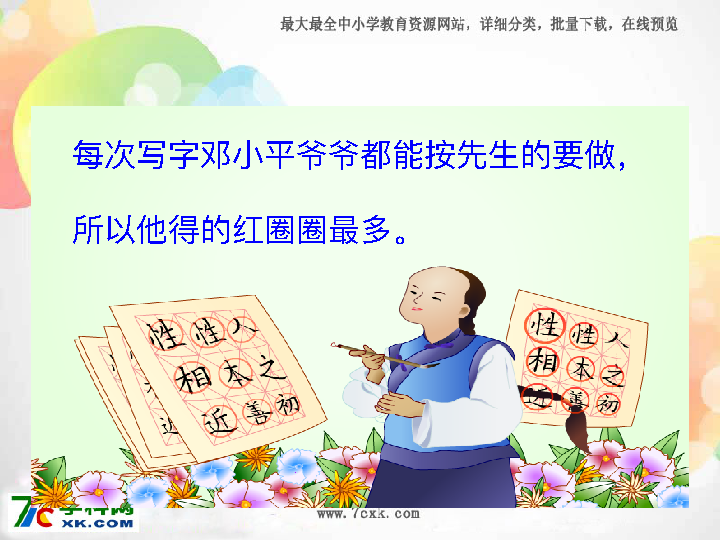 最大最全中小学教育资源网站，详细分类，批量下载，在线预览
每次写字邓小平爷爷都能按先生的要做，
所以他得的红圈圈最多。
性 性 人
相 本 之
近 善 初
性 性 人
相 本 之
近 善 初
7C 学科网
XK.COM
www.7cxk.com